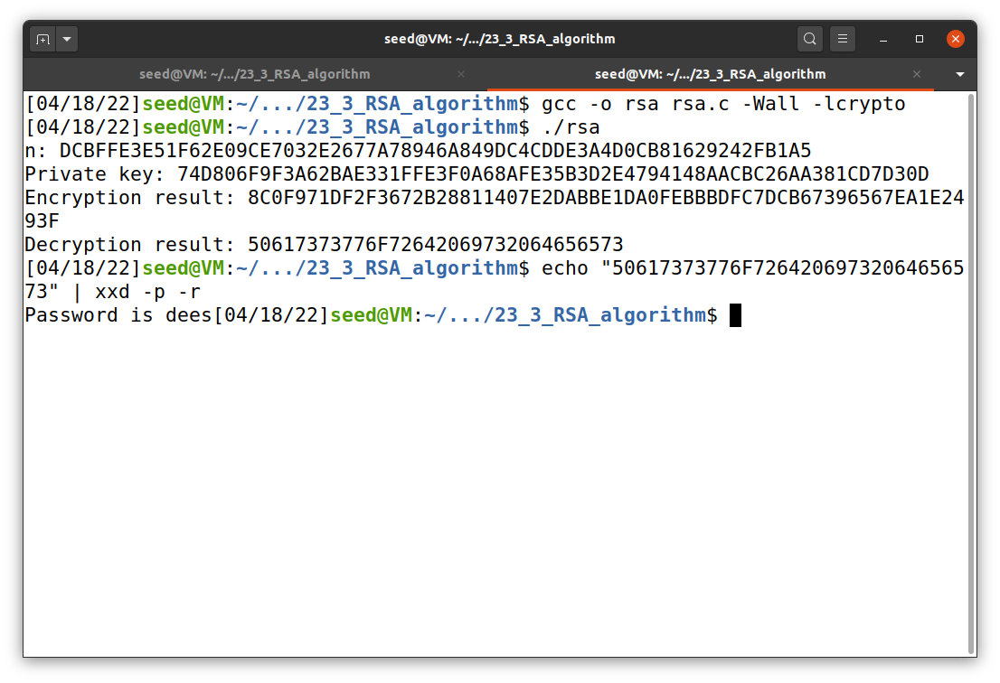 seed@VM: ~/.../23_3_RSA_algorithm
seed@VM: ~/.../23_3_RSA_algorithm
seed@VM: ~/.../23_3_RSA_algorithm
[04/18/22]seed@VM:~/.../23_3_RSA_algorithm$ gcc -o rsa rsa.c -Wall -lcrypto
[04/18/22]seed@VM:~/.../23_3_RSA_algorithm$ ./rsa
n: DCBFFE3E51F62E09CE7032E2677A78946A849DC4CDDE3A4D0CB81629242FB1A5
Private key: 74D806F9F3A62BAE331FFE3F0A68AFE35B3D2E4794148AACBC26AA381CD7D30D
Encryption result: 8C0F971DF2F3672B28811407E2DABBE1DA0FEBBBDFC7DCB67396567EA1E24
93F
Decryption result: 50617373776F72642069732064656573
[04/18/22]seed@VM:~/.../23_3_RSA_algorithm$ echo "50617373776F726420697320646565
73" | xxd -p -r
Password is dees[04/18/22]seed@VM:~/.../23_3_RSA_algorithm$